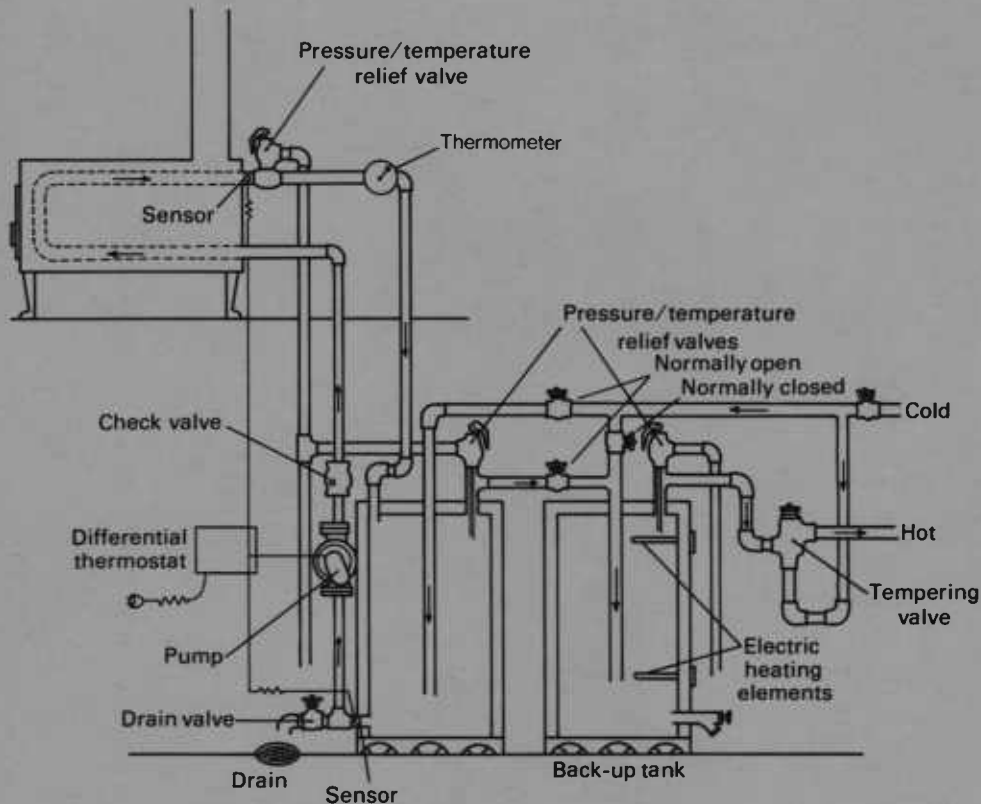 Pressure/temperature
relief valve
Thermometer
Sensor
Pressure/temperature
relief valves
Normally open
Normally closed
Cold
Check valve
Differential
thermostat
Hot
Tempering
valve
Pump
Electric
heating
elements
Drain valve
Drain
Sensor
Back-up tank